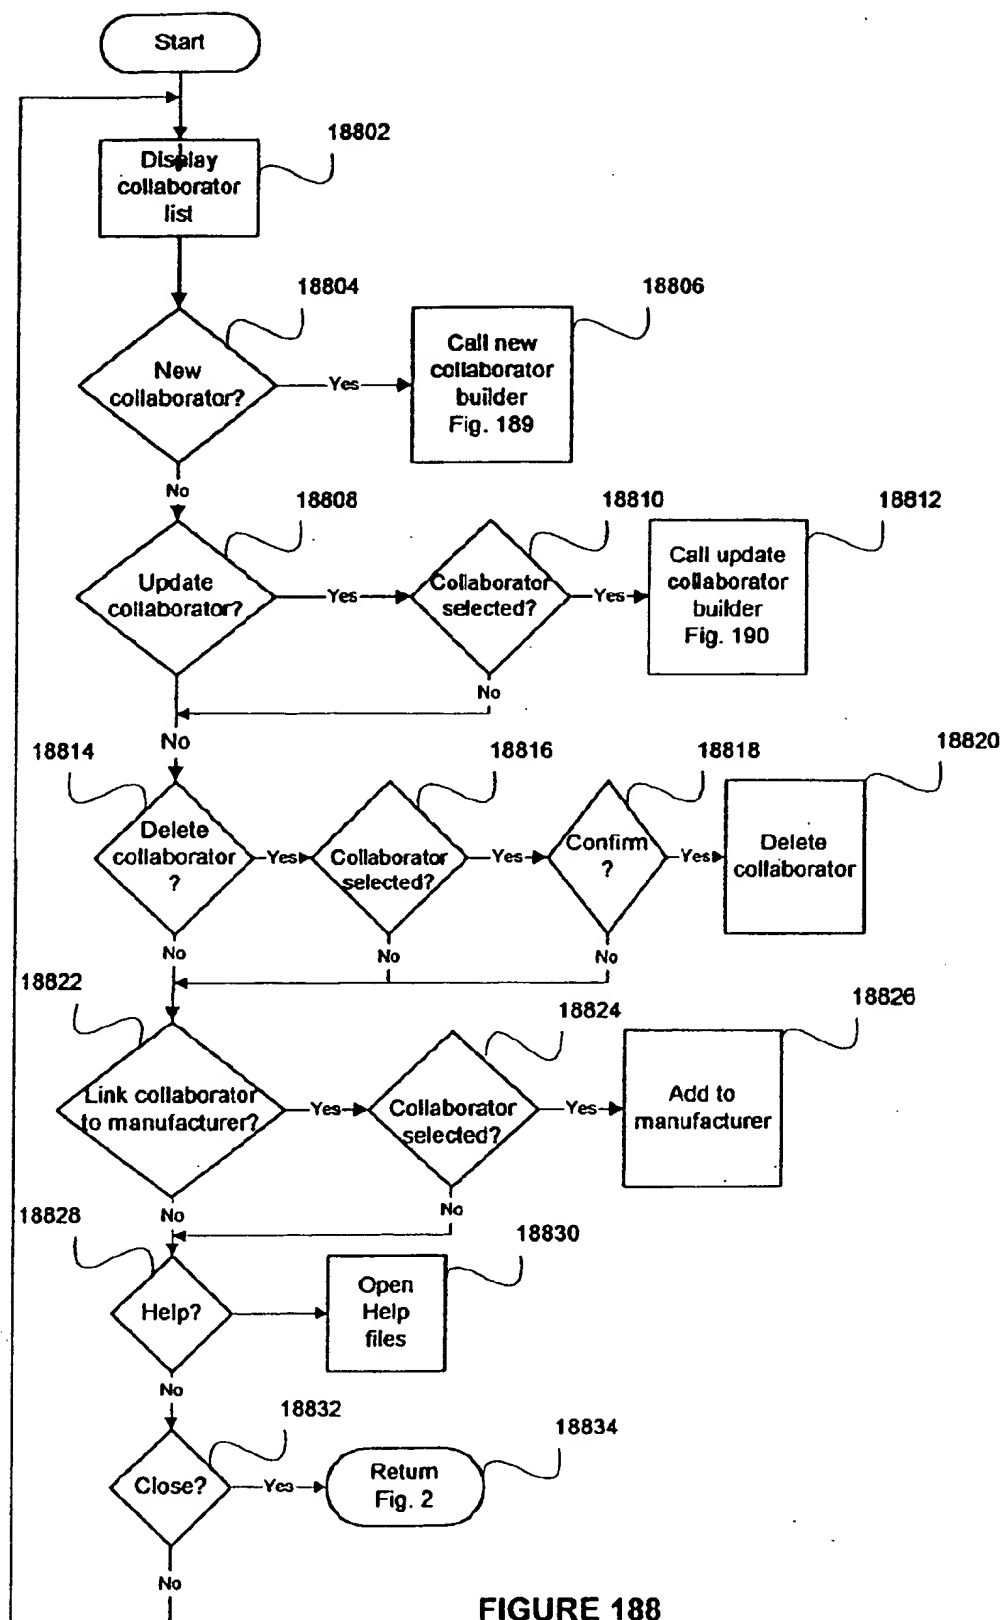 Start
18802
Display
collaborator
list
18804
18806
New
collaborator?
Yes
Call new
collaborator
builder
Fig. 189
No
18808
18810
18812
Update
collaborator?
Yes
Collaborator
selected?
Yes
Call update
collaborator
builder
Fig. 190
No
No
18814
18816
18818
18820
Delete
collaborator
?
Yes
Collaborator
selected?
Yes
Confirm
?
Yes
Delete
collaborator
No
No
No
18822
18824
18826
Link collaborator
to manufacturer?
Yes
Collaborator
selected?
Yes
Add to
manufacturer
No
No
18828
18830
Help?
Open
Help
files
No
18832
18834
Close?
Yes
Return
Fig. 2
No
FIGURE 188